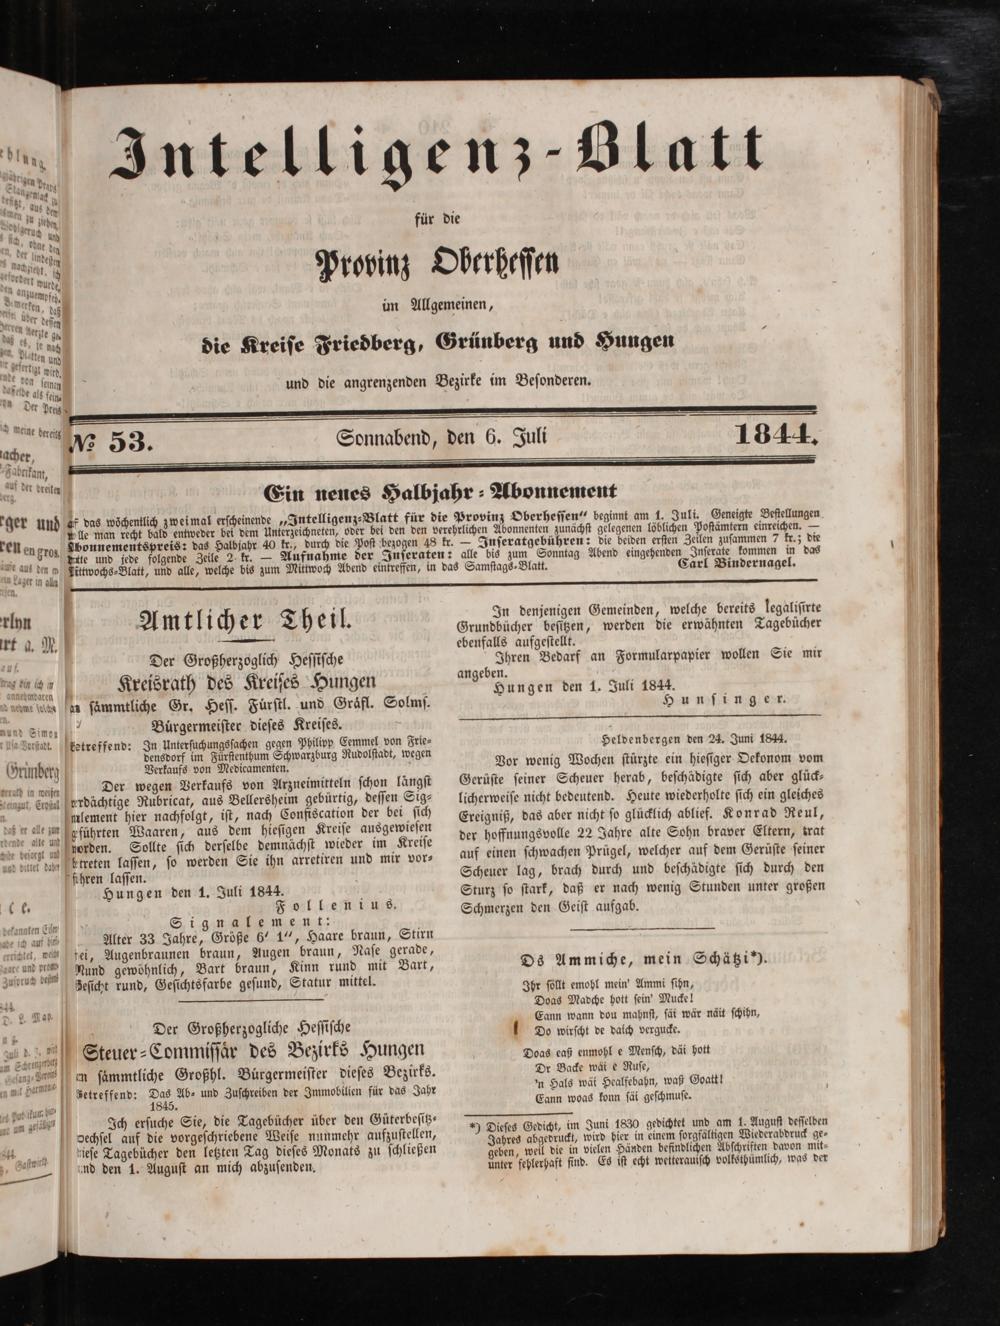 Intelligenz-Blatt
für die
Provinz Oberhessen
im Allgemeinen,
die Kreise Friedberg, Grünberg und Hungen
und die angrenzenden Bezirke im Besonderen.
№ 53.
Sonnabend, den 6. Juli
1844.
Ein neues Halbjahr-Abonnement
auf das wöchentlich zweimal erscheinende „Intelligenz-Blatt für die Provinz Oberhessen“ beginnt am 1. Juli. Geneigte Bestellungen
wolle man recht bald entweder bei dem Unterzeichneten, oder bei den den verehrlichen Abonnenten zunächst gelegenen löblichen Postämtern einreichen. —
Abonnementspreis: das Halbjahr 40 kr., durch die Post bezogen 48 kr. — Inseratgebühren: die beiden ersten Zeilen zusammen 7 kr.; die
dritte und jede folgende Zeile 2 kr. — Aufnahme der Inseraten: alle bis zum Sonntag Abend eingehenden Inserate kommen in das
Mittwochs-Blatt, und alle, welche bis zum Mittwoch Abend eintreffen, in das Samstags-Blatt.
Carl Bindernagel.
Amtlicher Theil.
Der Großherzoglich Hessische
Kreisrath des Kreises Hungen
an sämmtliche Gr. Hess. Fürstl. und Gräfl. Solms.
Bürgermeister dieses Kreises.
Betreffend: In Untersuchungssachen gegen Philipp Lemmel von Frie-
densdorf im Fürstenthum Schwarzburg Rudolstadt, wegen
Verkaufs von Medicamenten.
Der wegen Verkaufs von Arzneimitteln schon längst
verdächtige Rubricat, aus Bellersheim gebürtig, dessen Sig-
nalement hier nachfolgt, ist, nach Confiscation der bei sich
geführten Waaren, aus dem hiesigen Kreise ausgewiesen
worden. Sollte sich derselbe demnächst wieder im Kreise
betreten lassen, so werden Sie ihn arretiren und mir vor-
führen lassen.
Hungen den 1. Juli 1844.
Follenius.
Signalement:
Alter 33 Jahre, Größe 6' 1", Haare braun, Stirn
frei, Augenbraunen braun, Augen braun, Nase gerade,
Mund gewöhnlich, Bart braun, Kinn rund mit Bart,
Gesicht rund, Gesichtsfarbe gesund, Statur mittel.
Der Großherzogliche Hessische
Steuer-Commissär des Bezirks Hungen
an sämmtliche Großhl. Bürgermeister dieses Bezirks.
Betreffend: Das Ab- und Zuschreiben der Immobilien für das Jahr
1845.
Ich ersuche Sie, die Tagebücher über den Güterbesitz-
wechsel auf die vorgeschriebene Weise nunmehr aufzustellen,
diese Tagebücher den letzten Tag dieses Monats zu schließen
und den 1. August an mich abzusenden.
In denjenigen Gemeinden, welche bereits legalisirte
Grundbücher besitzen, werden die erwähnten Tagebücher
ebenfalls aufgestellt.
Ihren Bedarf an Formularpapier wollen Sie mir
angeben.
Hungen den 1. Juli 1844.
Hunsinger.
Heldenbergen den 24. Juni 1844.
Vor wenig Wochen stürzte ein hiesiger Oekonom vom
Gerüste seiner Scheuer herab, beschädigte sich aber glück-
licherweise nicht bedeutend. Heute wiederholte sich ein gleiches
Ereigniß, das aber nicht so glücklich ablief. Konrad Reul,
der hoffnungsvolle 22 Jahre alte Sohn braver Eltern, trat
auf einen schwachen Prügel, welcher auf dem Gerüste seiner
Scheuer lag, brach durch und beschädigte sich durch den
Sturz so stark, daß er nach wenig Stunden unter großen
Schmerzen den Geist aufgab.
Ds Ammiche, mein Schätzi*).
Ihr söllt emohl mein' Ammi sihn,
Doas Madche hott sein' Mucke!
Eann wann dou mahnst, säi wär näit schihn,
Do wirscht de daich vergucke.
Doas eaß enmohl e Mensch, däi hott
Dr Backe wäi e Ruse,
'n Hals wäi Healfebahn, waß Goatt!
Eann woas konn säi geschmuse.
*) Dieses Gedicht, im Juni 1830 gedichtet und am 1. August desselben
Jahres abgedruckt, wird hier in einem sorgfältigen Wiederabdruck ge-
geben, weil die in vielen Händen befindlichen Abschriften davon mit-
unter fehlerhaft sind. Es ist echt wetterauisch volksthümlich, was der